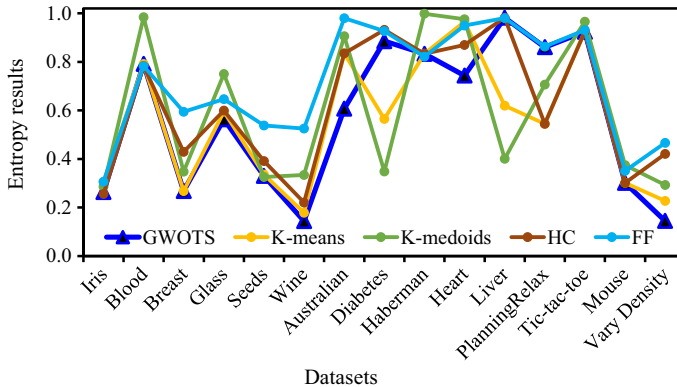 Entropy results
1.0
0.8
0.6
0.4
0.2
0.0
GWOTS K-means K-medoids HC FF
Iris
Blood
Breast
Glass
Seeds
Wine
Australian
Diabetes
Haberman
Heart
Liver
PlanningRelax
Tic-tac-toe
Mouse
Vary Density
Datasets